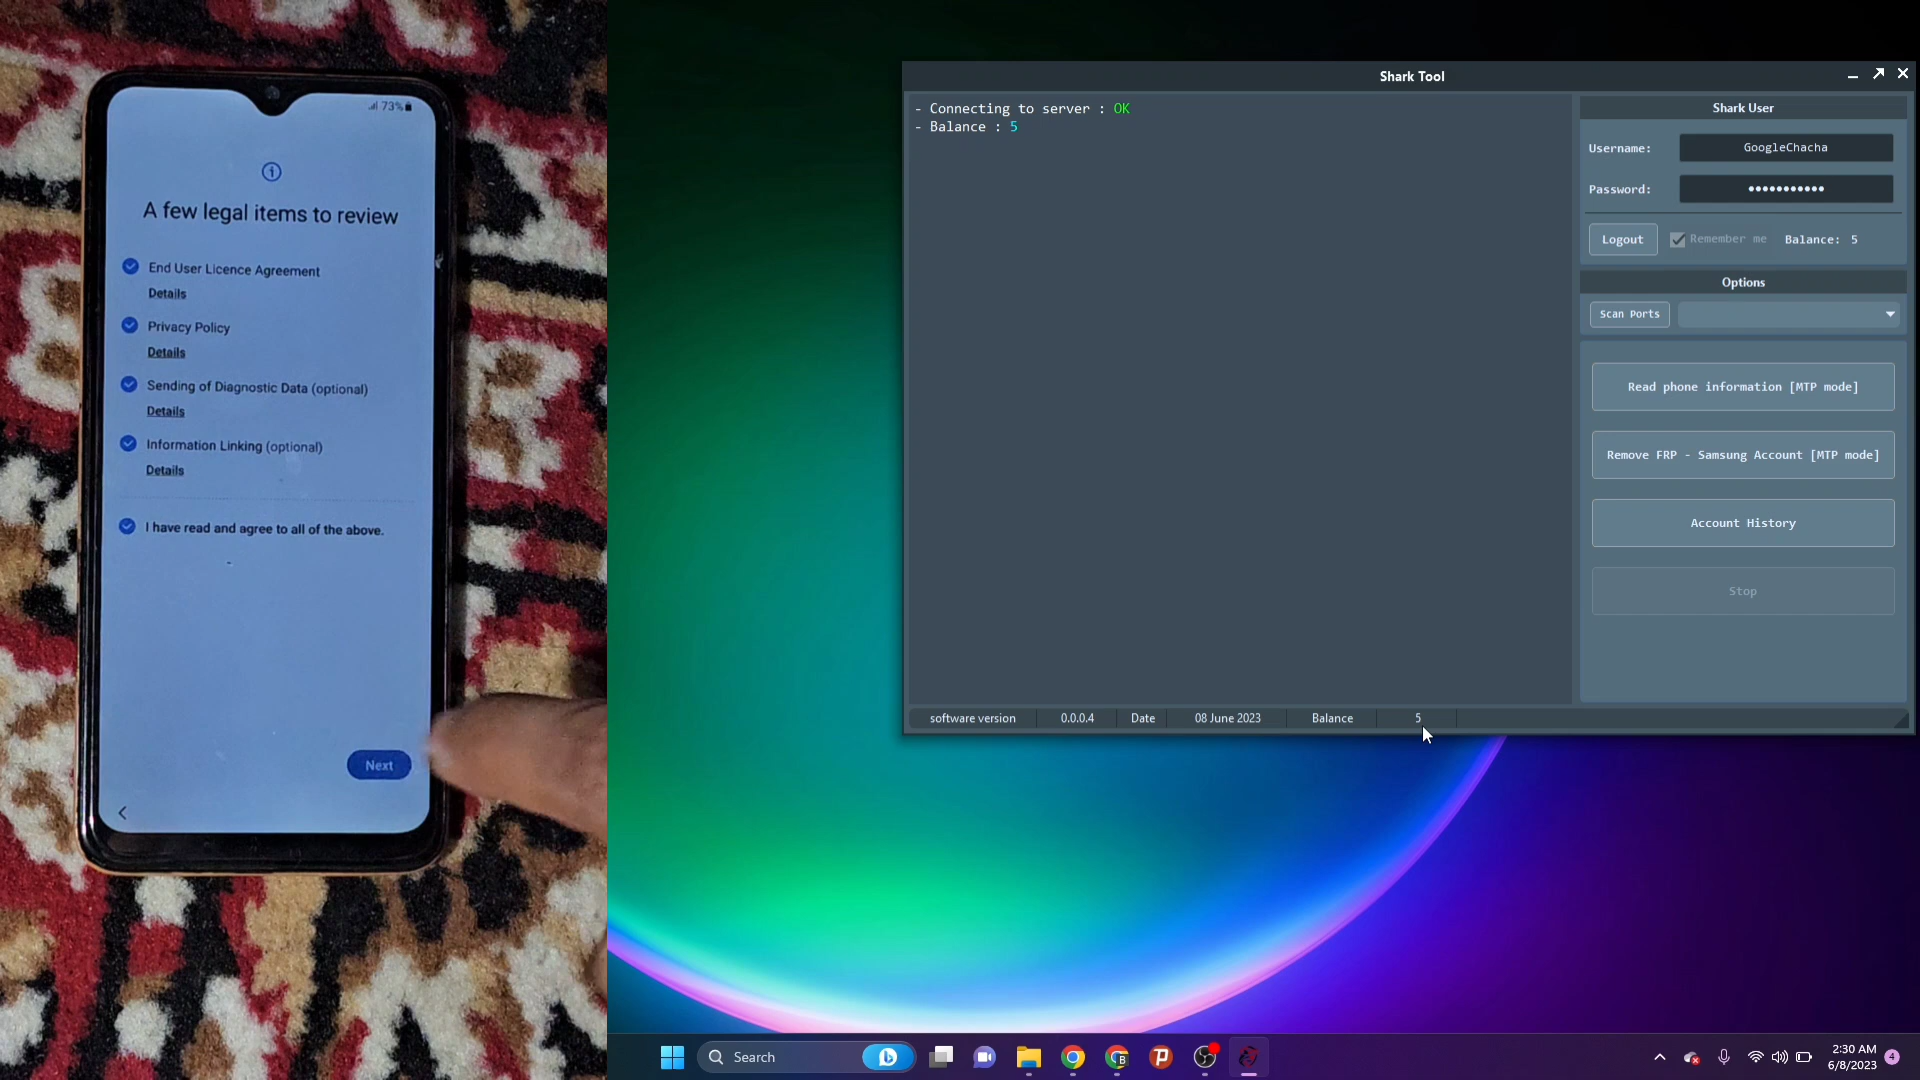 73%
A few legal items to review
End User Licence Agreement
Details
Privacy Policy
Details
Sending of Diagnostic Data (optional)
Details
Information Linking (optional)
Details
I have read and agree to all of the above.
Next
Shark Tool
- Connecting to server : OK
- Balance : 5
Shark User
Username: GoogleChacha
Password: •••••••••••
Logout Remember me Balance: 5
Options
Scan Ports
Read phone information [MTP mode]
Remove FRP - Samsung Account [MTP mode]
Account History
Stop
software version 0.0.0.4 Date 08 June 2023 Balance 5
Search
2:30 AM
6/8/2023
4